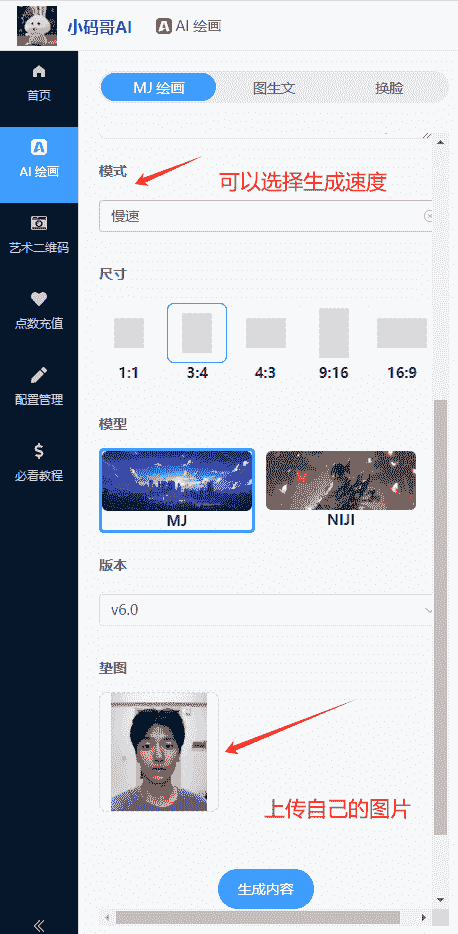 小码哥AI
AI 绘画
首页
AI 绘画
艺术二维码
点数充值
配置管理
必看教程
MJ 绘画
图生文
换脸
模式
可以选择生成速度
慢速
尺寸
1:1
3:4
4:3
9:16
16:9
模型
MJ
NIJI
版本
v6.0
垫图
上传自己的图片
生成内容